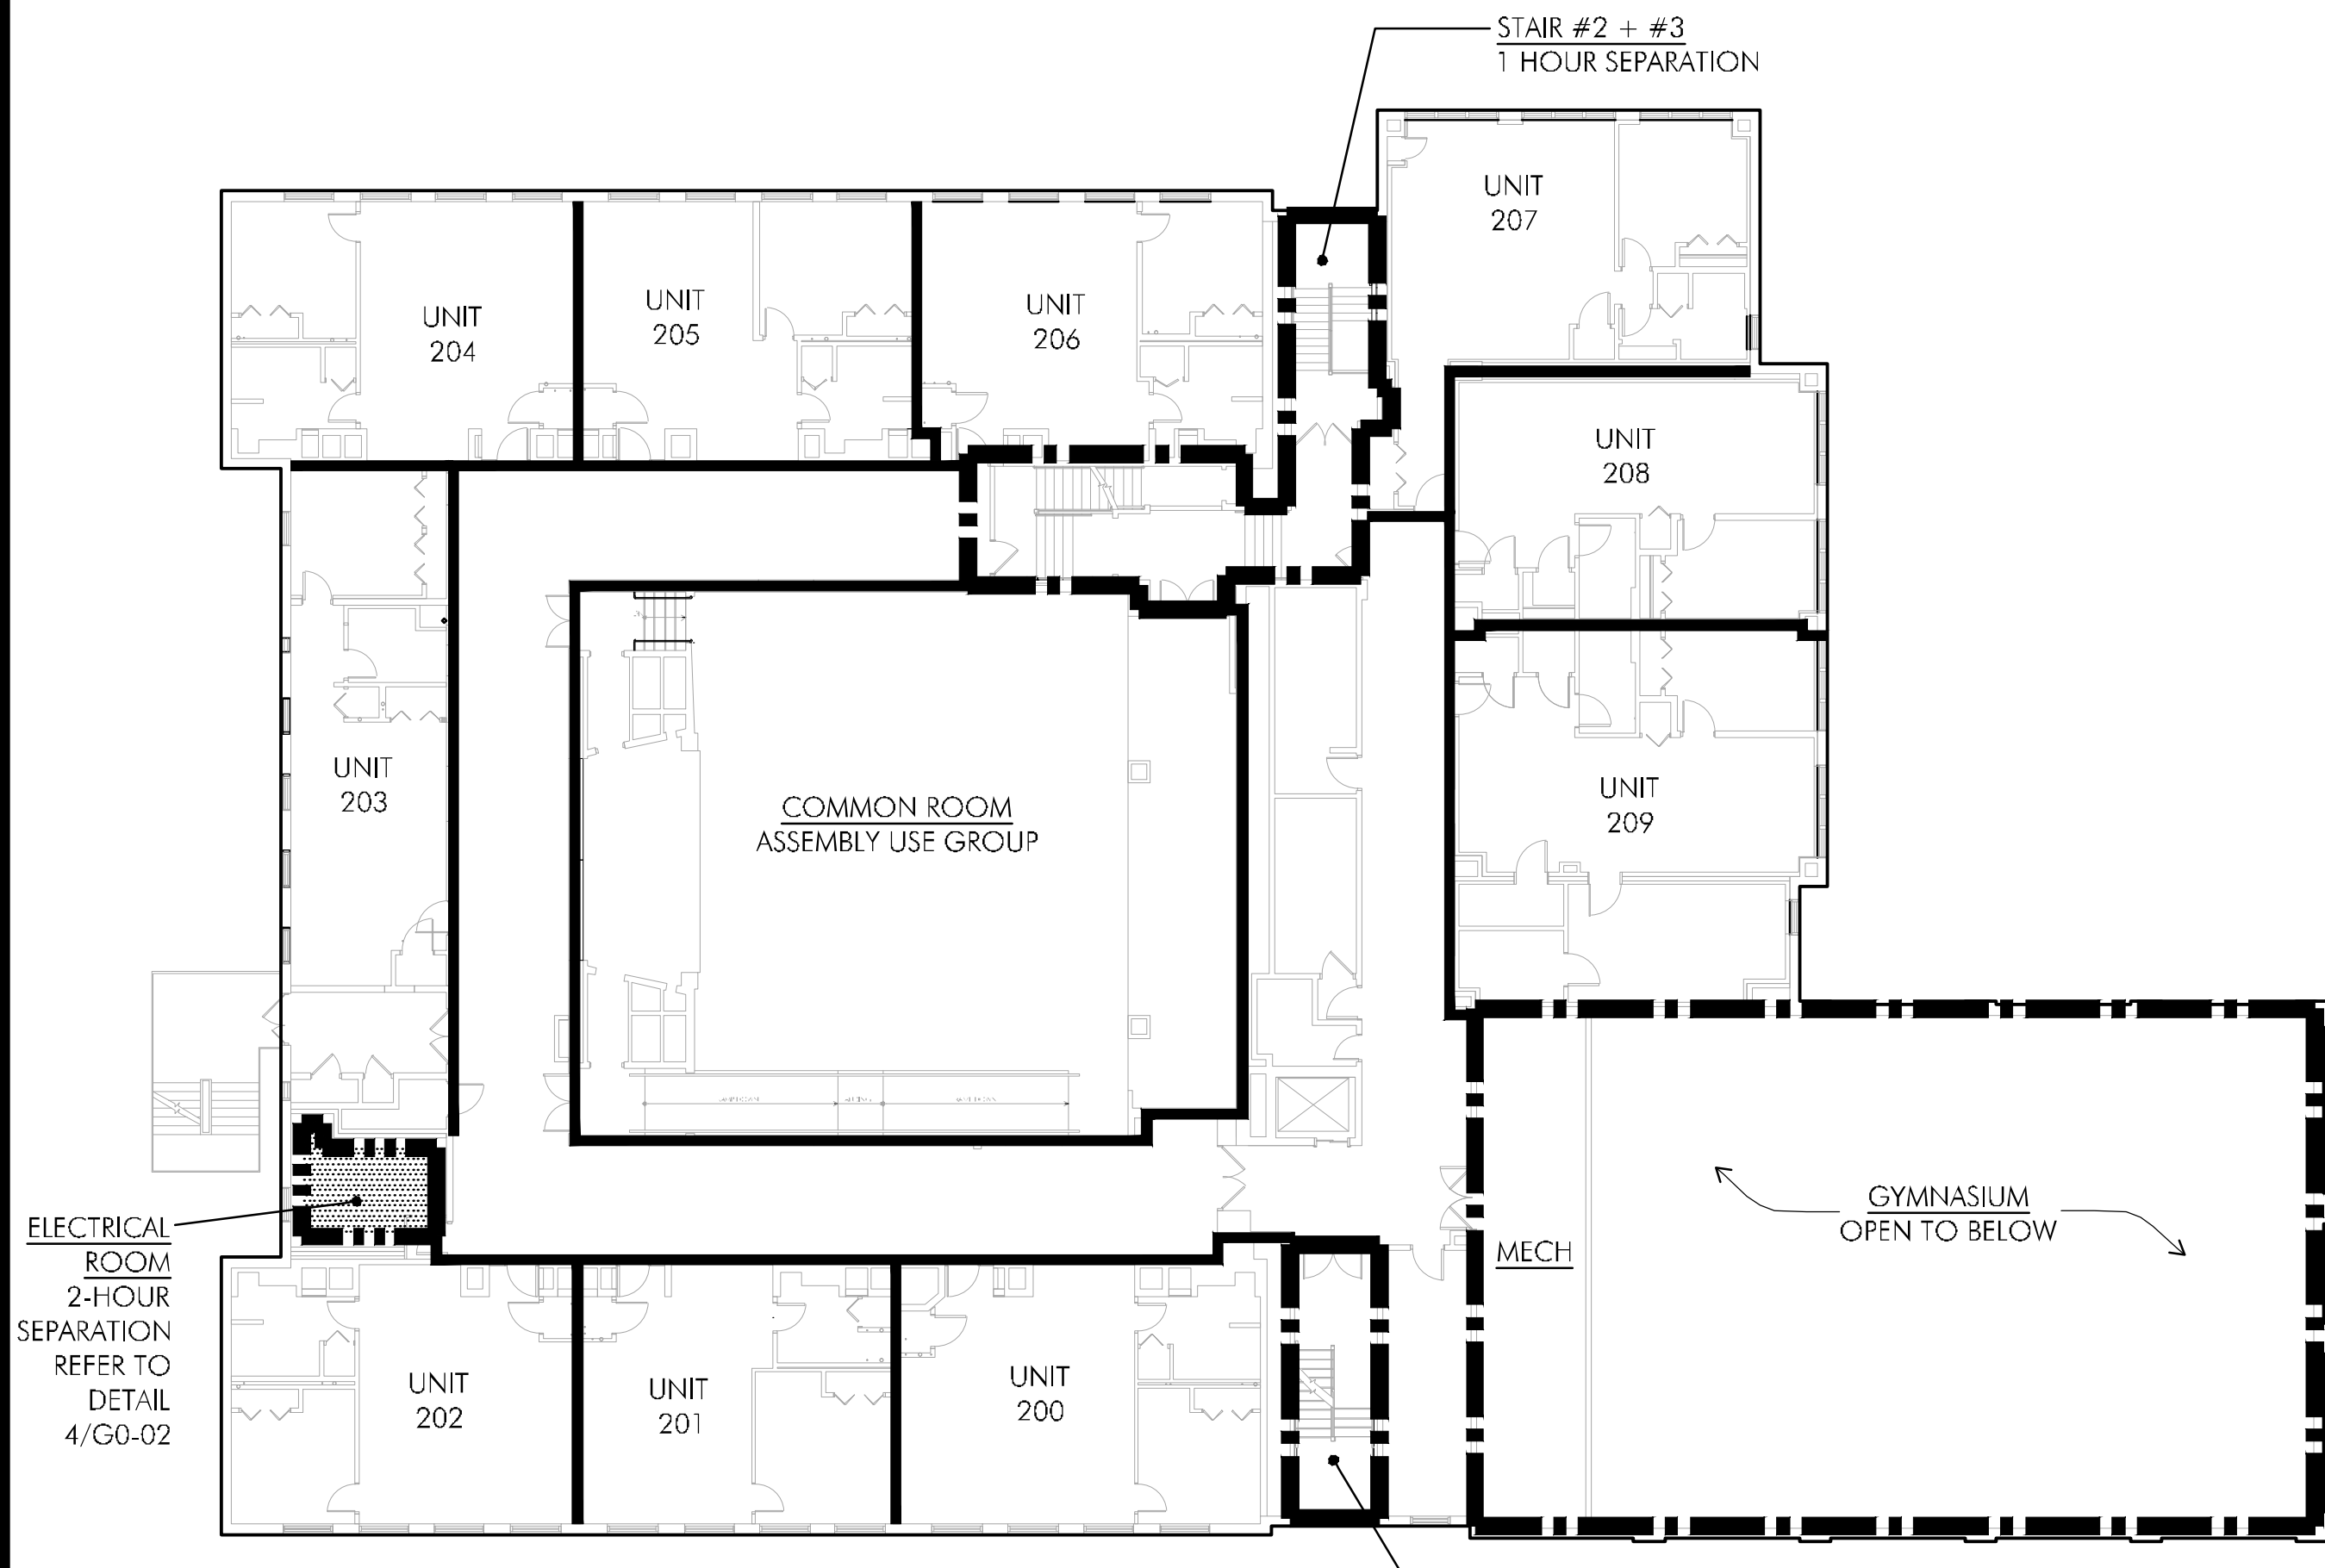 STAIR #2 + #3
1 HOUR SEPARATION
UNIT
207
UNIT
204
UNIT
205
UNIT
206
UNIT
208
UNIT
203
COMMON ROOM
ASSEMBLY USE GROUP
UNIT
209
ELECTRICAL
ROOM
2-HOUR
SEPARATION
REFER TO
DETAIL
4/G0-02
GYMNASIUM
OPEN TO BELOW
MECH
UNIT
202
UNIT
201
UNIT
200